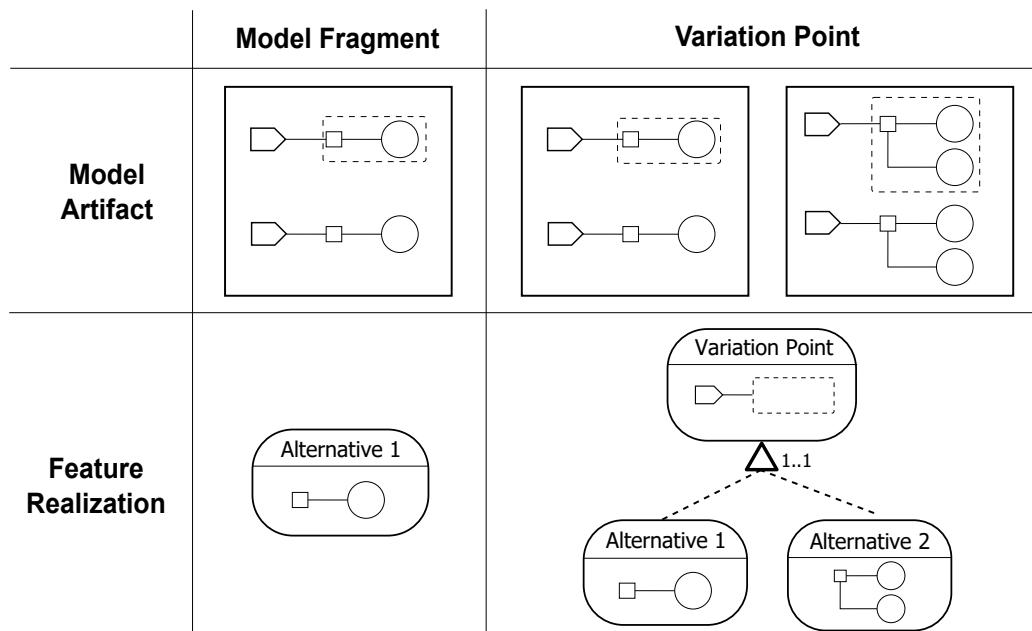 Model Fragment
Variation Point
Model
Artifact
Feature
Realization
Alternative 1
Variation Point
1..1
Alternative 1
Alternative 2